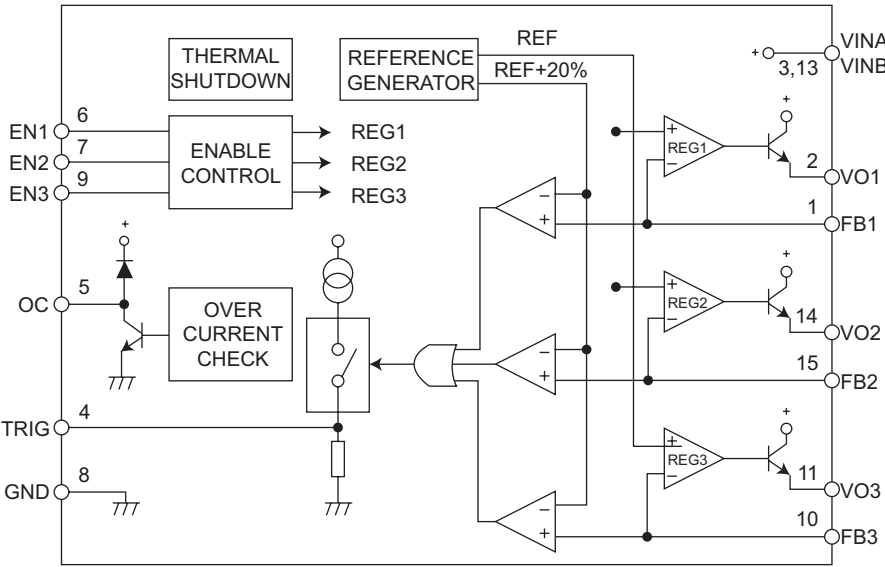 REF
REF+20%
THERMAL
SHUTDOWN
REFERENCE
GENERATOR
+
VINA
3,13
VINB
6
EN1
7
EN2
9
EN3
ENABLE
CONTROL
REG1
REG2
REG3
+
REG1
−
+
2
VO1
1
FB1
−
+
+
5
OC
OVER
CURRENT
CHECK
+
REG2
−
+
14
VO2
15
FB2
−
+
4
TRIG
8
GND
+
REG3
−
+
11
VO3
10
FB3
−
+